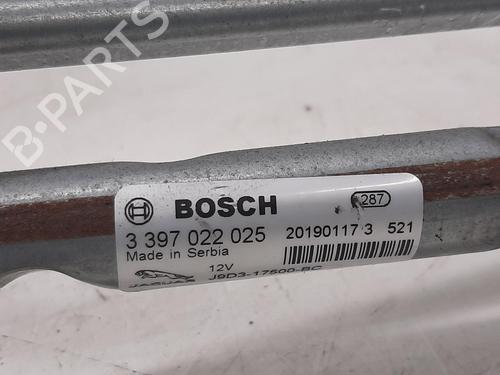 B-PARTS
BOSCH
287
3 397 022 025
20190117 3 521
Made in Serbia
12V
JAGUAR
J9D3-17500-BC